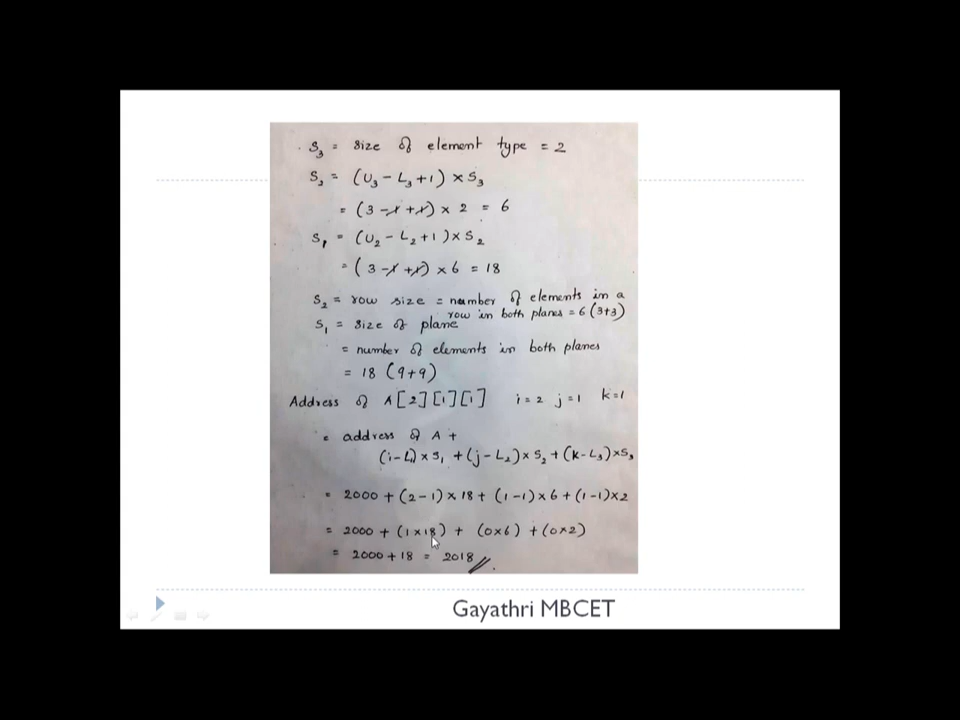 S3 = size of element type = 2
S2 = (U3 - L3 + 1) × S3
= (3 - 1 + 1) × 2 = 6
S1 = (U2 - L2 + 1) × S2
= (3 - 1 + 1) × 6 = 18
S2 = row size = number of elements in a
row in both planes = 6 (3+3)
S1 = size of plane
= number of elements in both planes
= 18 (9+9)
Address of A[2][1][1] i = 2 j = 1 k = 1
= address of A +
(i - L1) × S1 + (j - L2) × S2 + (k - L3) × S3
= 2000 + (2-1) × 18 + (1-1) × 6 + (1-1) × 2
= 2000 + (1 × 18) + (0×6) + (0×2)
= 2000 + 18 = 2018
Gayathri MBCET